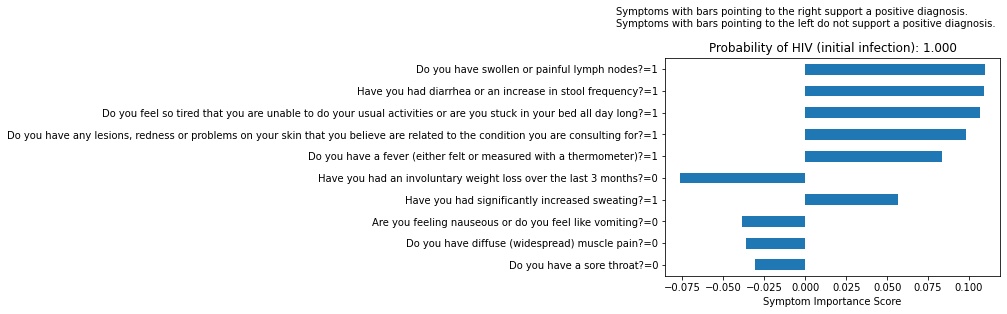 Symptoms with bars pointing to the right support a positive diagnosis.
Symptoms with bars pointing to the left do not support a positive diagnosis.
Probability of HIV (initial infection): 1.000
Do you have swollen or painful lymph nodes?=1
Have you had diarrhea or an increase in stool frequency?=1
Do you feel so tired that you are unable to do your usual activities or are you stuck in your bed all day long?=1
Do you have any lesions, redness or problems on your skin that you believe are related to the condition you are consulting for?=1
Do you have a fever (either felt or measured with a thermometer)?=1
Have you had an involuntary weight loss over the last 3 months?=0
Have you had significantly increased sweating?=1
Are you feeling nauseous or do you feel like vomiting?=0
Do you have diffuse (widespread) muscle pain?=0
Do you have a sore throat?=0
−0.075 −0.050 −0.025 0.000 0.025 0.050 0.075 0.100
Symptom Importance Score